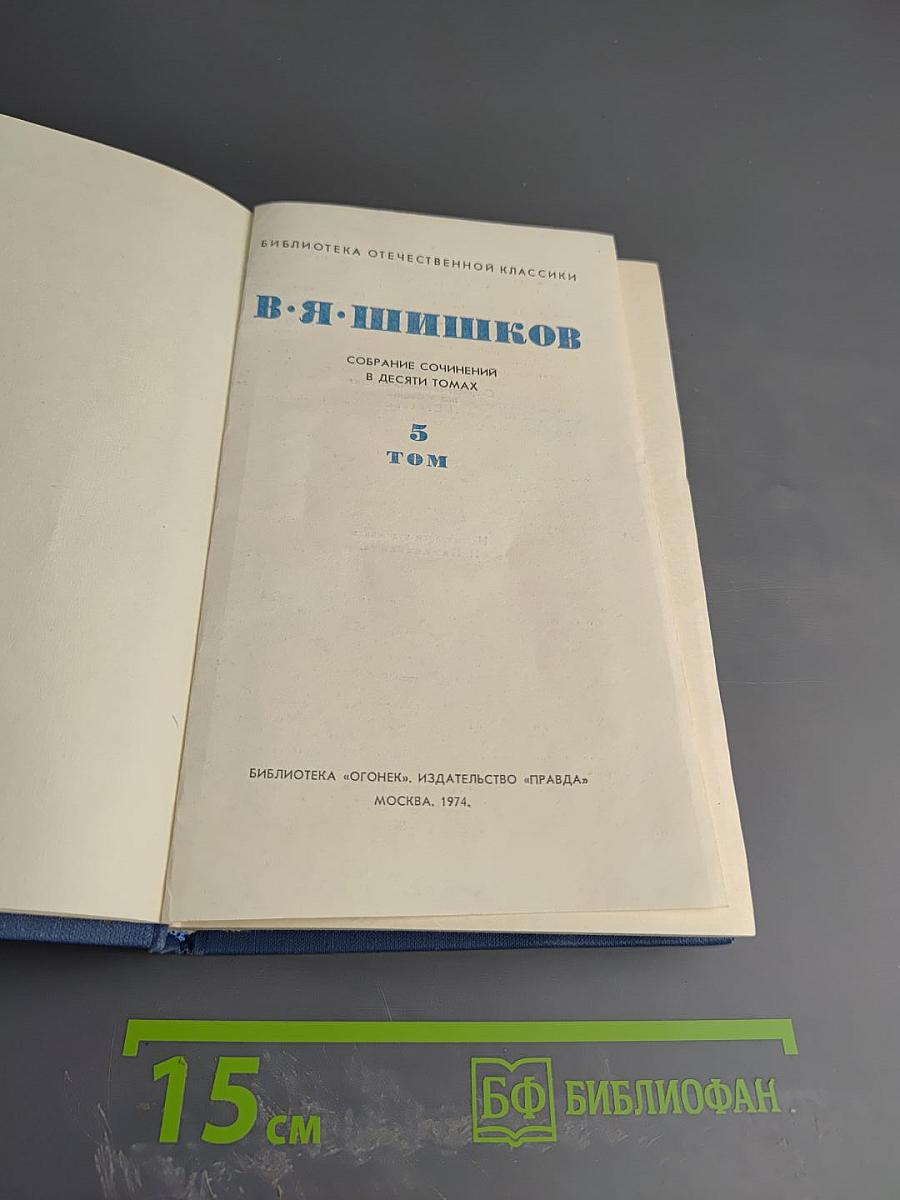 БИБЛИОТЕКА ОТЕЧЕСТВЕННОЙ КЛАССИКИ
В·Я·ШИШКОВ
СОБРАНИЕ СОЧИНЕНИЙ
В ДЕСЯТИ ТОМАХ
5
ТОМ
БИБЛИОТЕКА «ОГОНЕК». ИЗДАТЕЛЬСТВО «ПРАВДА»
МОСКВА. 1974.
15 см
БФ БИБЛИОФАН